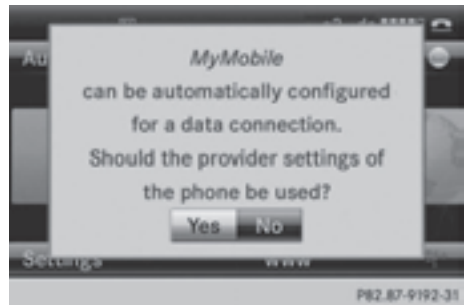 Au
MyMobile
can be automatically configured
for a data connection.
Should the provider settings of
the phone be used?
Yes No
Settings www
P82.87-9192-31